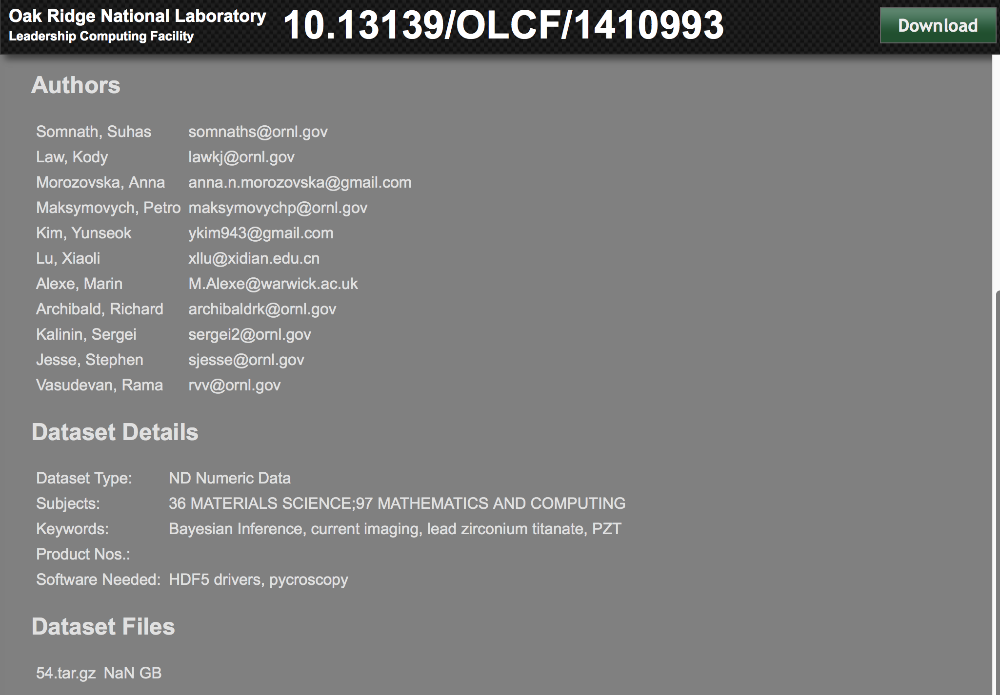 Oak Ridge National Laboratory
Leadership Computing Facility
10.13139/OLCF/1410993
Download
Authors
Somnath, Suhas somnaths@ornl.gov
Law, Kody lawkj@ornl.gov
Morozovska, Anna anna.n.morozovska@gmail.com
Maksymovych, Petro maksymovychp@ornl.gov
Kim, Yunseok ykim943@gmail.com
Lu, Xiaoli xllu@xidian.edu.cn
Alexe, Marin M.Alexe@warwick.ac.uk
Archibald, Richard archibaldrk@ornl.gov
Kalinin, Sergei sergei2@ornl.gov
Jesse, Stephen sjesse@ornl.gov
Vasudevan, Rama rvv@ornl.gov
Dataset Details
Dataset Type: ND Numeric Data
Subjects: 36 MATERIALS SCIENCE;97 MATHEMATICS AND COMPUTING
Keywords: Bayesian Inference, current imaging, lead zirconium titanate, PZT
Product Nos.:
Software Needed: HDF5 drivers, pycroscopy
Dataset Files
54.tar.gz NaN GB